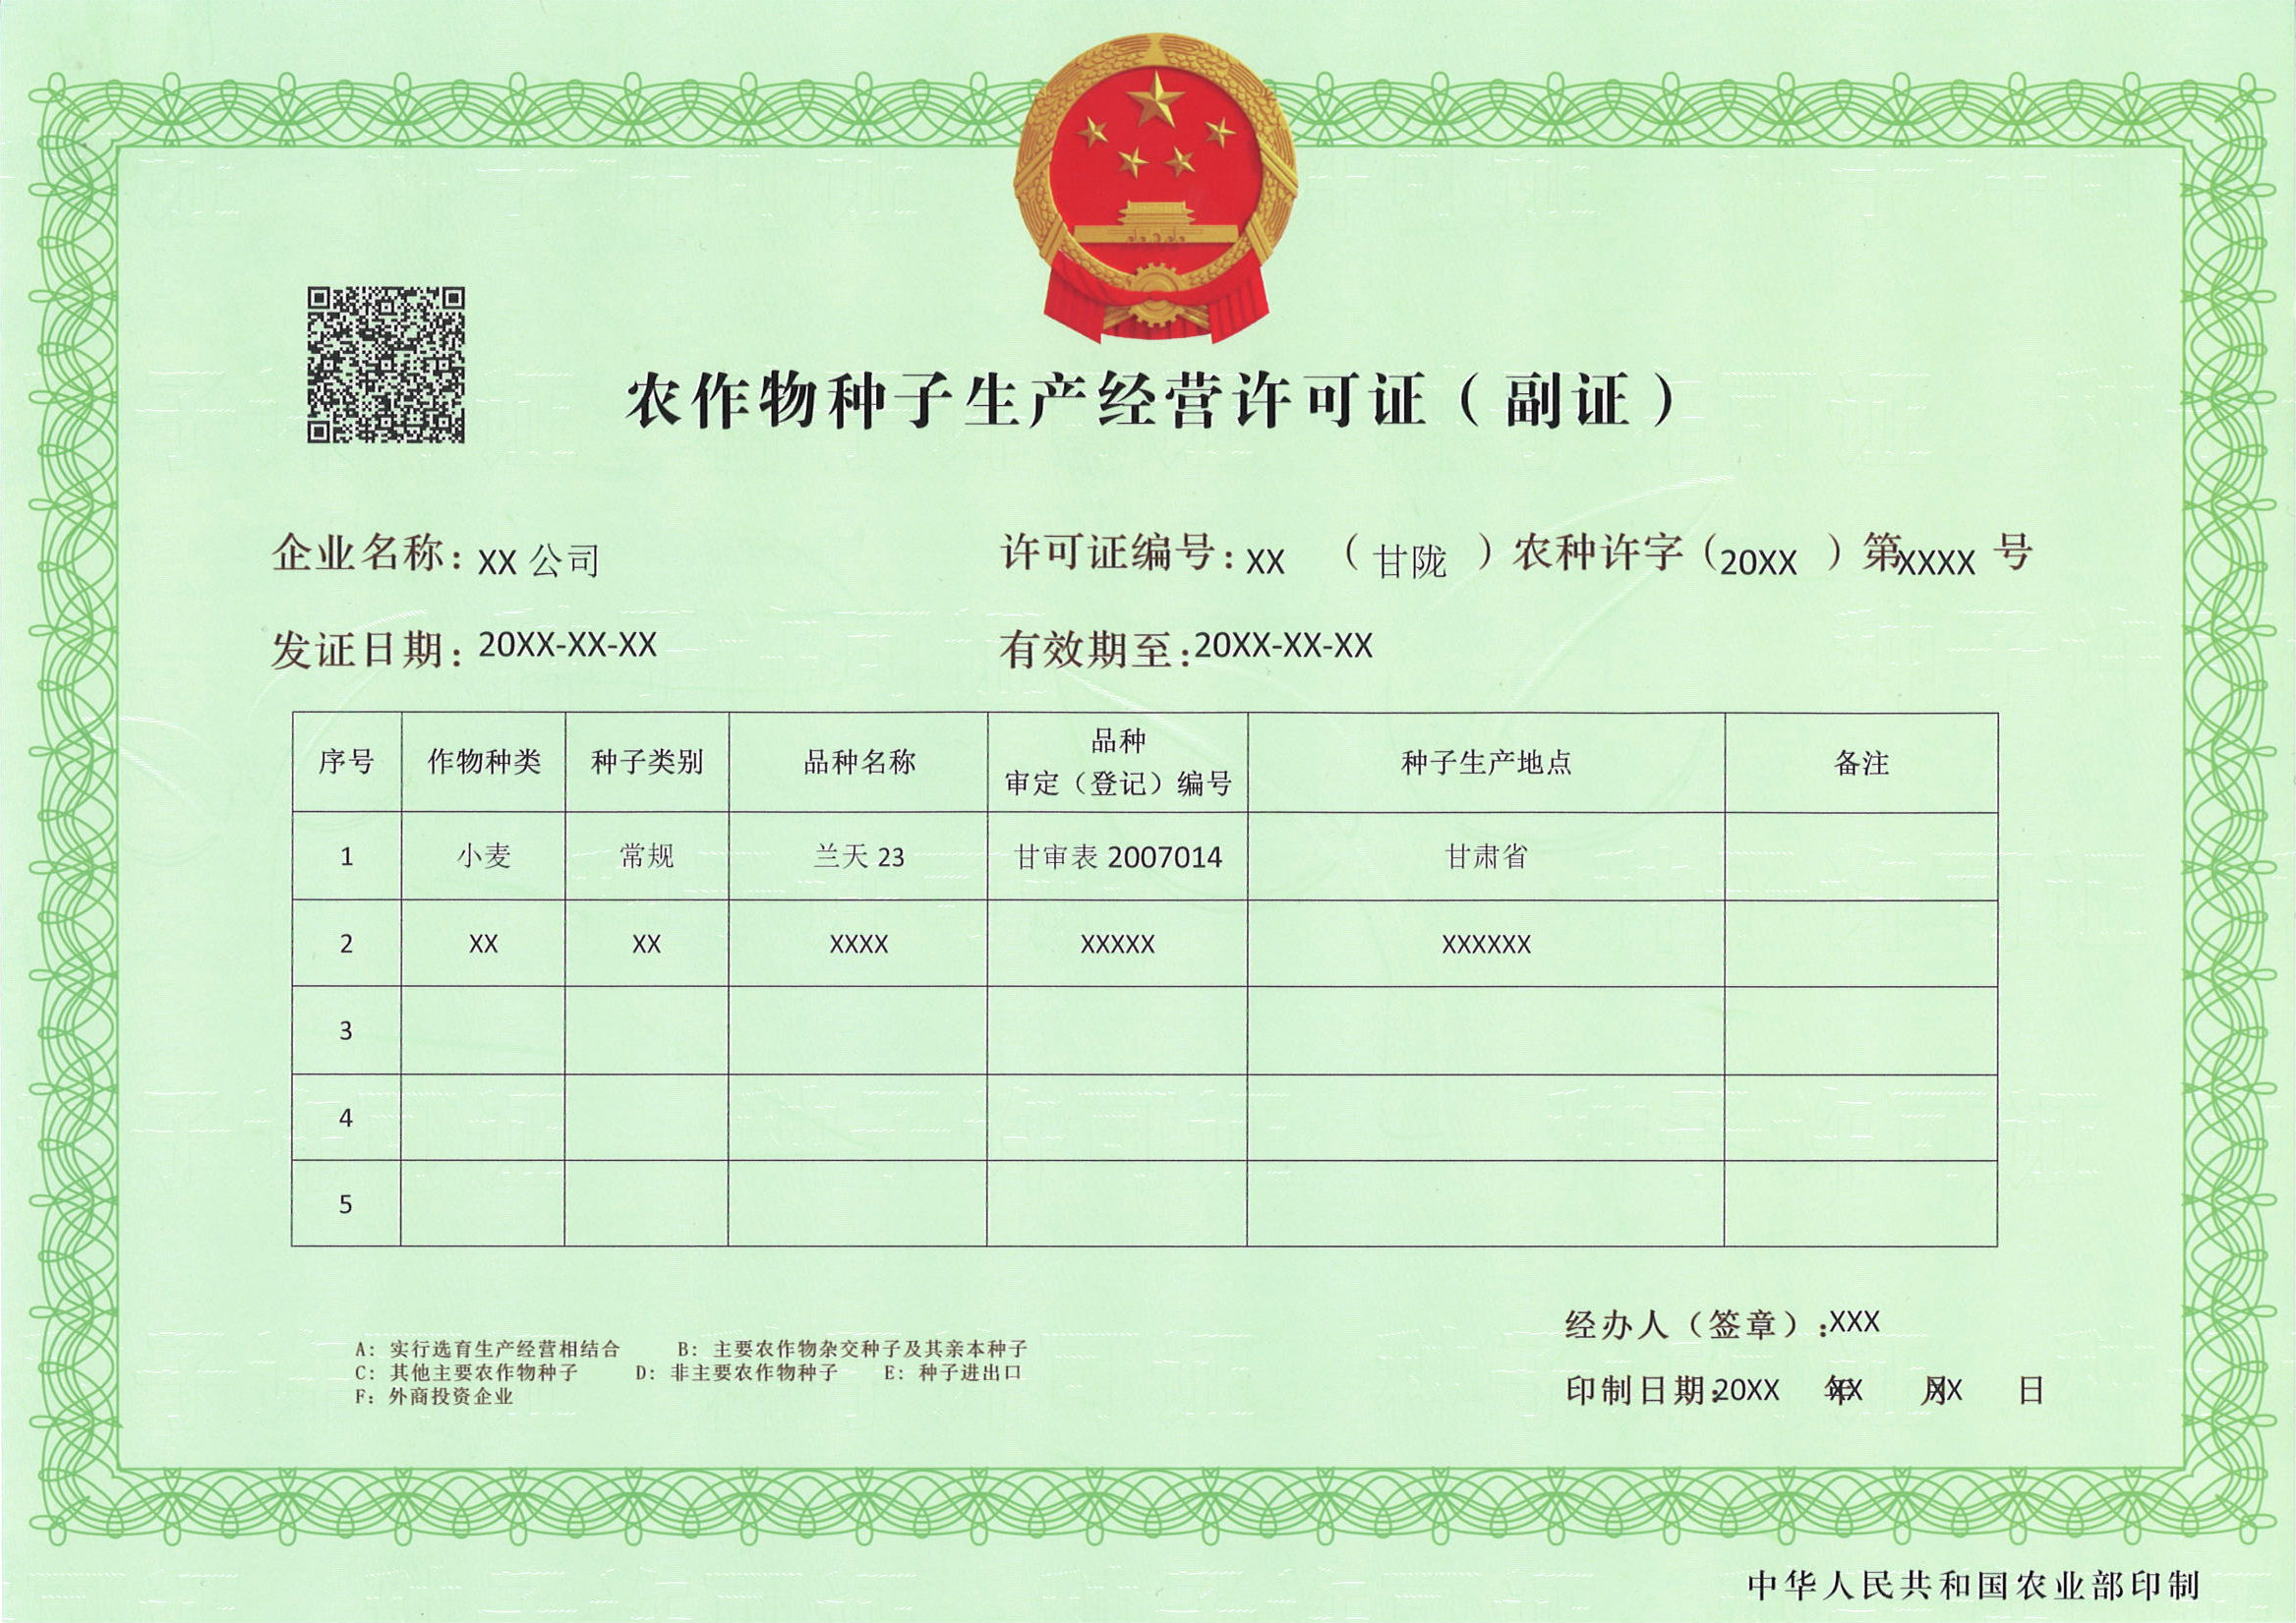 农作物种子生产经营许可证（副证）
企业名称：XX 公司 许可证编号：XX （ 甘陇 ）农种许字（20XX ）第XXXX 号
发证日期：20XX-XX-XX 有效期至：20XX-XX-XX
序号 作物种类 种子类别 品种名称 品种 审定（登记）编号 种子生产地点 备注
1 小麦 常规 兰天 23 甘审表 2007014 甘肃省
2 XX XX XXXX XXXXX XXXXXX
3
4
5
经办人（签章）：XXX
A：实行选育生产经营相结合 B：主要农作物杂交种子及其亲本种子
C：其他主要农作物种子 D：非主要农作物种子 E：种子进出口
F：外商投资企业
印制日期：20XX 年XX 月XX 日
中华人民共和国农业部印制